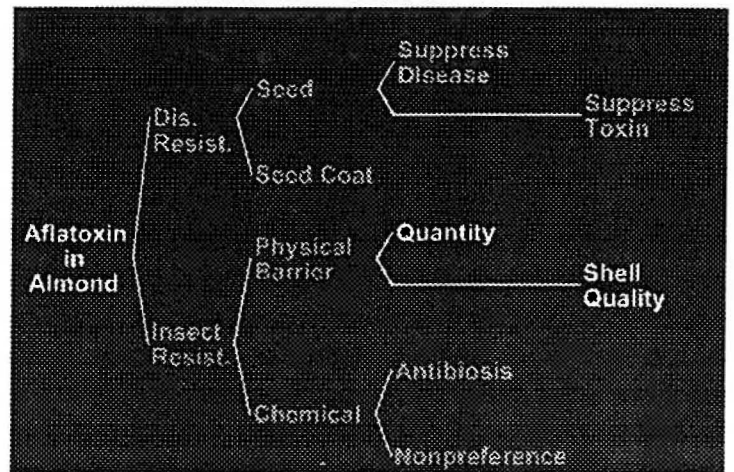 Suppress
Disease
Seed
Suppress
Toxin
Dis.
Resist.
Seed Coat
Aflatoxin
in
Almond
Physical
Barrier
Quantity
Shell
Quality
Insect
Resist.
Antibiosis
Chemical
Nonpreference